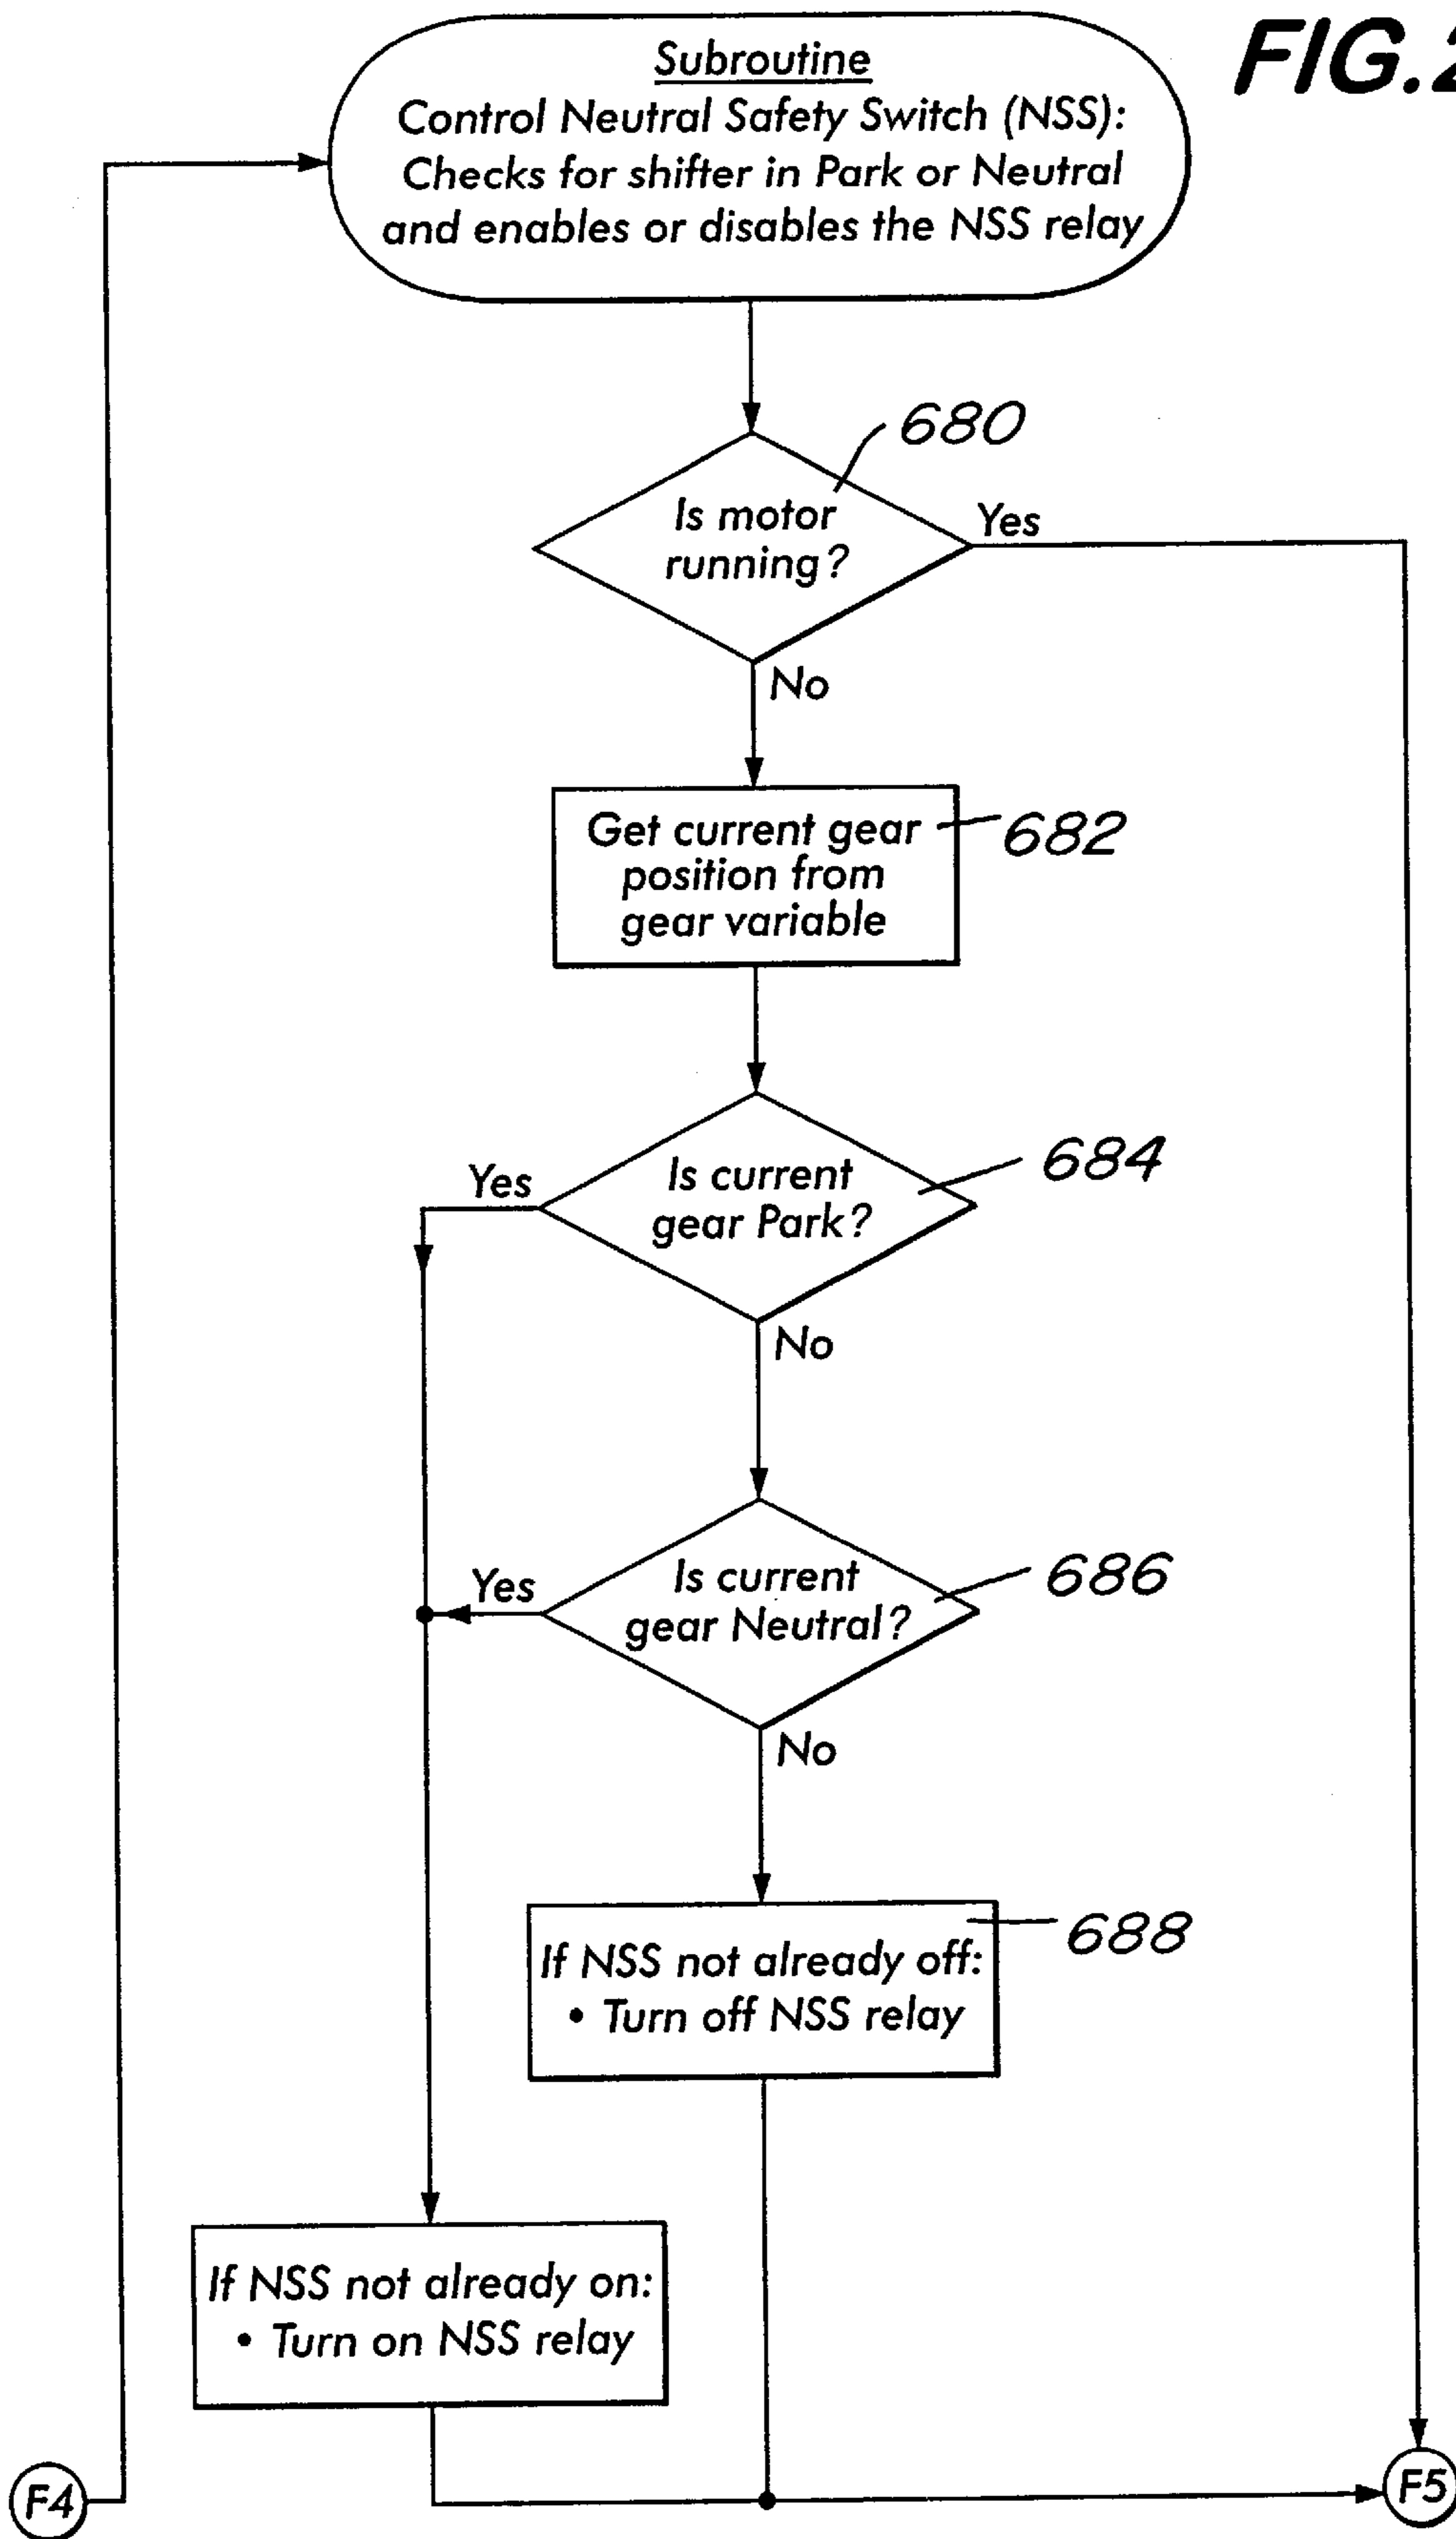 FIG.2
Subroutine
Control Neutral Safety Switch (NSS):
Checks for shifter in Park or Neutral
and enables or disables the NSS relay
680
Is motor
running?
Yes
No
Get current gear
position from
gear variable
682
Is current
gear Park?
684
Yes
No
Is current
gear Neutral?
686
Yes
No
If NSS not already off:
• Turn off NSS relay
688
If NSS not already on:
• Turn on NSS relay
F4
F5